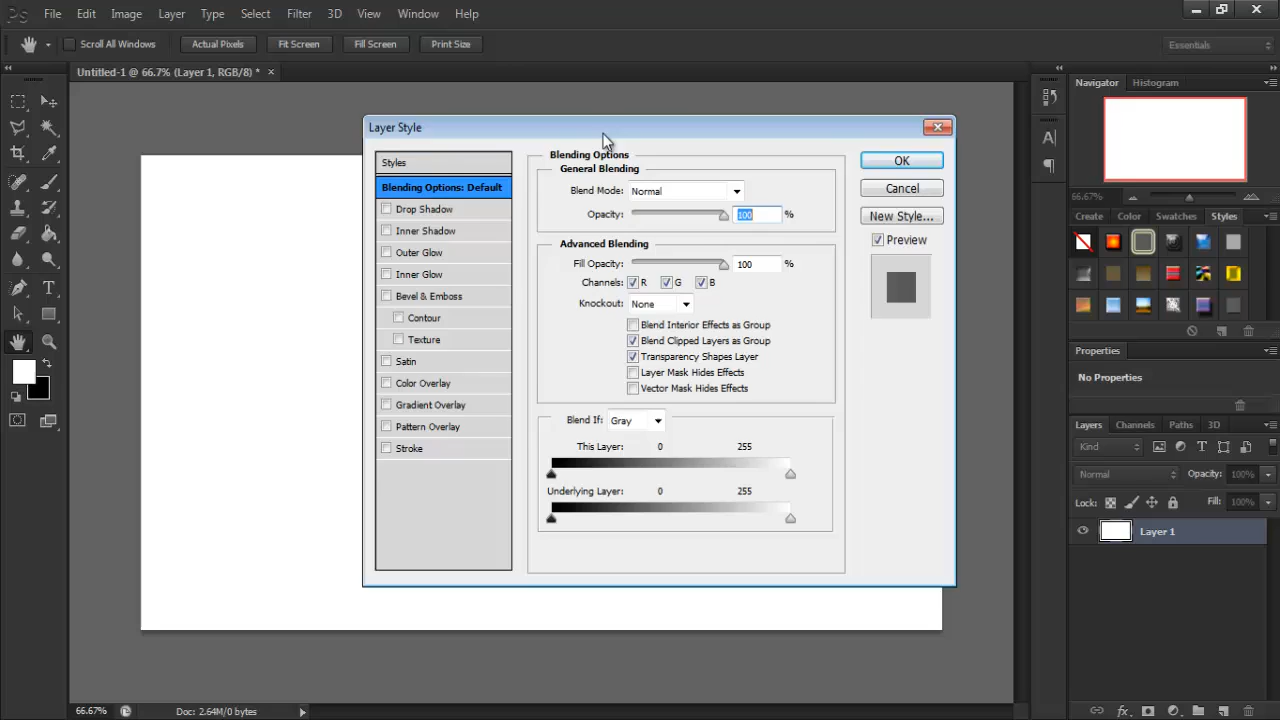 Ps File Edit Image Layer Type Select Filter 3D View Window Help
Scroll All Windows Actual Pixels Fit Screen Fill Screen Print Size Essentials
Untitled-1 @ 66.7% (Layer 1, RGB/8) * ×
Navigator Histogram
66.67%
Create Color Swatches Styles
Layer Style
Styles
Blending Options: Default
Drop Shadow
Inner Shadow
Outer Glow
Inner Glow
Bevel & Emboss
Contour
Texture
Satin
Color Overlay
Gradient Overlay
Pattern Overlay
Stroke
Blending Options
General Blending
Blend Mode: Normal
Opacity: 100 %
Advanced Blending
Fill Opacity: 100 %
Channels: R G B
Knockout: None
Blend Interior Effects as Group
Blend Clipped Layers as Group
Transparency Shapes Layer
Layer Mask Hides Effects
Vector Mask Hides Effects
Blend If: Gray
This Layer: 0 255
Underlying Layer: 0 255
OK
Cancel
New Style...
Preview
Properties
No Properties
Layers Channels Paths 3D
Kind
Normal Opacity: 100%
Lock: Fill: 100%
Layer 1
66.67% Doc: 2.64M/0 bytes
fx